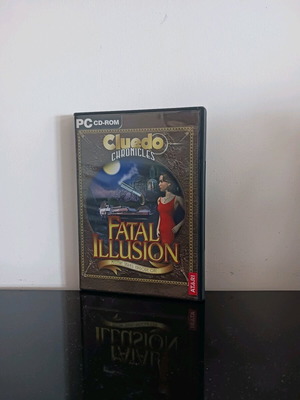 PC CD-ROM
Cluedo
CHRONICLES
FATAL
ILLUSION
ATARI